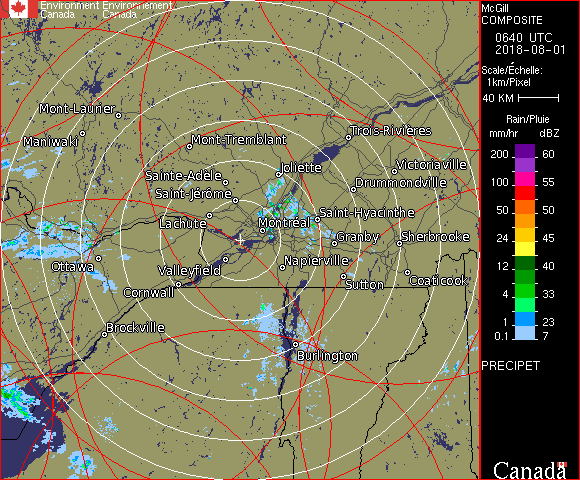 Environment Environnement
Canada Canada
McGill
COMPOSITE
0640 UTC
2018-08-01
Scale/Échelle:
1km/Pixel
40 KM
Rain/Pluie
mm/hr dBZ
200 60
150 57
100 55
50 50
24 45
12 40
4 33
1 23
0.1 7
PRECIPET
Canada
Mont-Laurier
Maniwaki
Mont-Tremblant
Trois-Rivières
Joliette
Victoriaville
Sainte-Adèle
Drummondville
Saint-Jérôme
Saint-Hyacinthe
Lachute
Montréal
Granby
Sherbrooke
Ottawa
Valleyfield
Napierville
Cornwall
Sutton
Coaticook
Brockville
Burlington